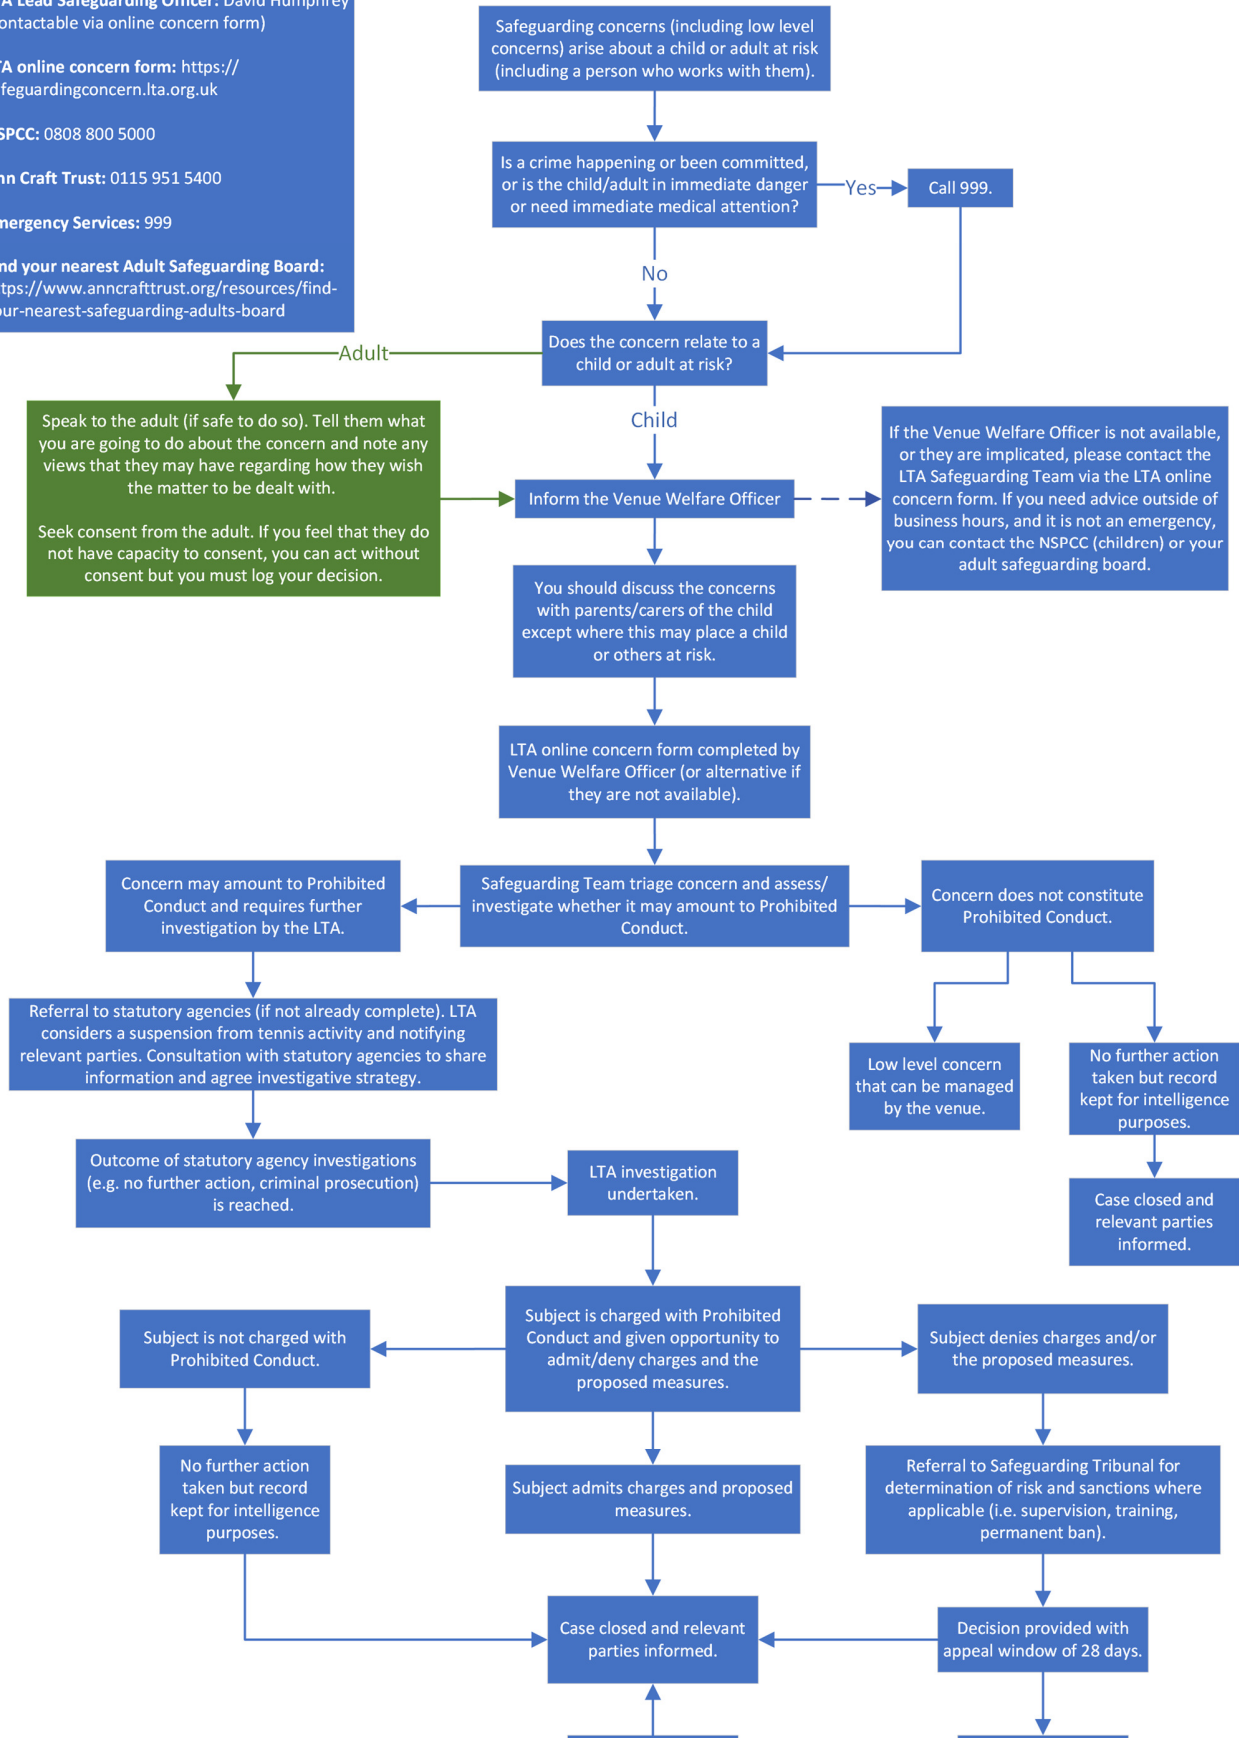 Lead Safeguarding Officer: David Humphrey
contactable via online concern form)
online concern form: https://
safeguardingconcern.lta.org.uk
NSPCC: 0808 800 5000
Ann Craft Trust: 0115 951 5400
Emergency Services: 999
Find your nearest Adult Safeguarding Board:
https://www.anncrafttrust.org/resources/find-
your-nearest-safeguarding-adults-board
Safeguarding concerns (including low level
concerns) arise about a child or adult at risk
(including a person who works with them).
Is a crime happening or been committed,
or is the child/adult in immediate danger
or need immediate medical attention?
Yes
Call 999.
No
Does the concern relate to a
child or adult at risk?
Adult
Child
Speak to the adult (if safe to do so). Tell them what
you are going to do about the concern and note any
views that they may have regarding how they wish
the matter to be dealt with.
Seek consent from the adult. If you feel that they do
not have capacity to consent, you can act without
consent but you must log your decision.
Inform the Venue Welfare Officer
If the Venue Welfare Officer is not available,
or they are implicated, please contact the
LTA Safeguarding Team via the LTA online
concern form. If you need advice outside of
business hours, and it is not an emergency,
you can contact the NSPCC (children) or your
adult safeguarding board.
You should discuss the concerns
with parents/carers of the child
except where this may place a child
or others at risk.
LTA online concern form completed by
Venue Welfare Officer (or alternative if
they are not available).
Concern may amount to Prohibited
Conduct and requires further
investigation by the LTA.
Safeguarding Team triage concern and assess/
investigate whether it may amount to Prohibited
Conduct.
Concern does not constitute
Prohibited Conduct.
Referral to statutory agencies (if not already complete). LTA
considers a suspension from tennis activity and notifying
relevant parties. Consultation with statutory agencies to share
information and agree investigative strategy.
Low level concern
that can be managed
by the venue.
No further action
taken but record
kept for intelligence
purposes.
Outcome of statutory agency investigations
(e.g. no further action, criminal prosecution)
is reached.
LTA investigation
undertaken.
Case closed and
relevant parties
informed.
Subject is not charged with
Prohibited Conduct.
Subject is charged with Prohibited
Conduct and given opportunity to
admit/deny charges and the
proposed measures.
Subject denies charges and/or
the proposed measures.
No further action
taken but record
kept for intelligence
purposes.
Subject admits charges and proposed
measures.
Referral to Safeguarding Tribunal for
determination of risk and sanctions where
applicable (i.e. supervision, training,
permanent ban).
Case closed and relevant
parties informed.
Decision provided with
appeal window of 28 days.